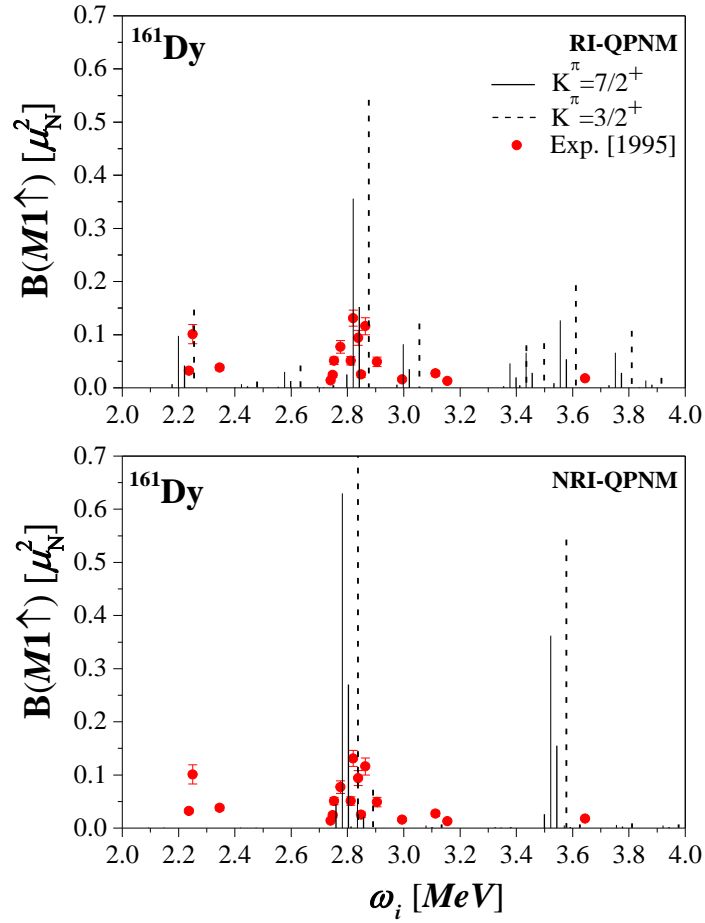 ¹⁶¹Dy
RI-QPNM
K^π=7/2⁺
K^π=3/2⁺
Exp. [1995]
B(M1↑) [μ²_N]
0.7
0.6
0.5
0.4
0.3
0.2
0.1
0.0
2.0 2.2 2.4 2.6 2.8 3.0 3.2 3.4 3.6 3.8 4.0
¹⁶¹Dy
NRI-QPNM
B(M1↑) [μ²_N]
0.7
0.6
0.5
0.4
0.3
0.2
0.1
0.0
2.0 2.2 2.4 2.6 2.8 3.0 3.2 3.4 3.6 3.8 4.0
ω_i [MeV]